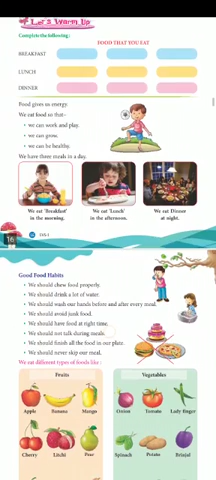 Let's Warm Up
Complete the following:
FOOD THAT YOU EAT
BREAKFAST
LUNCH
DINNER
Food gives us energy.
We eat food so that–
• we can work and play.
• we can grow.
• we can be healthy.
We have three meals in a day.
We eat 'Breakfast' in the morning.
We eat 'Lunch' in the afternoon.
We eat Dinner at night.
16
Good Food Habits
• We should chew food properly.
• We should drink a lot of water.
• We should wash our hands before and after every meal.
• We should avoid junk food.
• We should have food at right time.
• We should not talk during meals.
• We should finish all the food in our plate.
• We should never skip our meal.
We eat different types of foods like :
Fruits
Vegetables
Apple
Banana
Mango
Onion
Tomato
Lady finger
Cherry
Litchi
Pear
Spinach
Potato
Brinjal